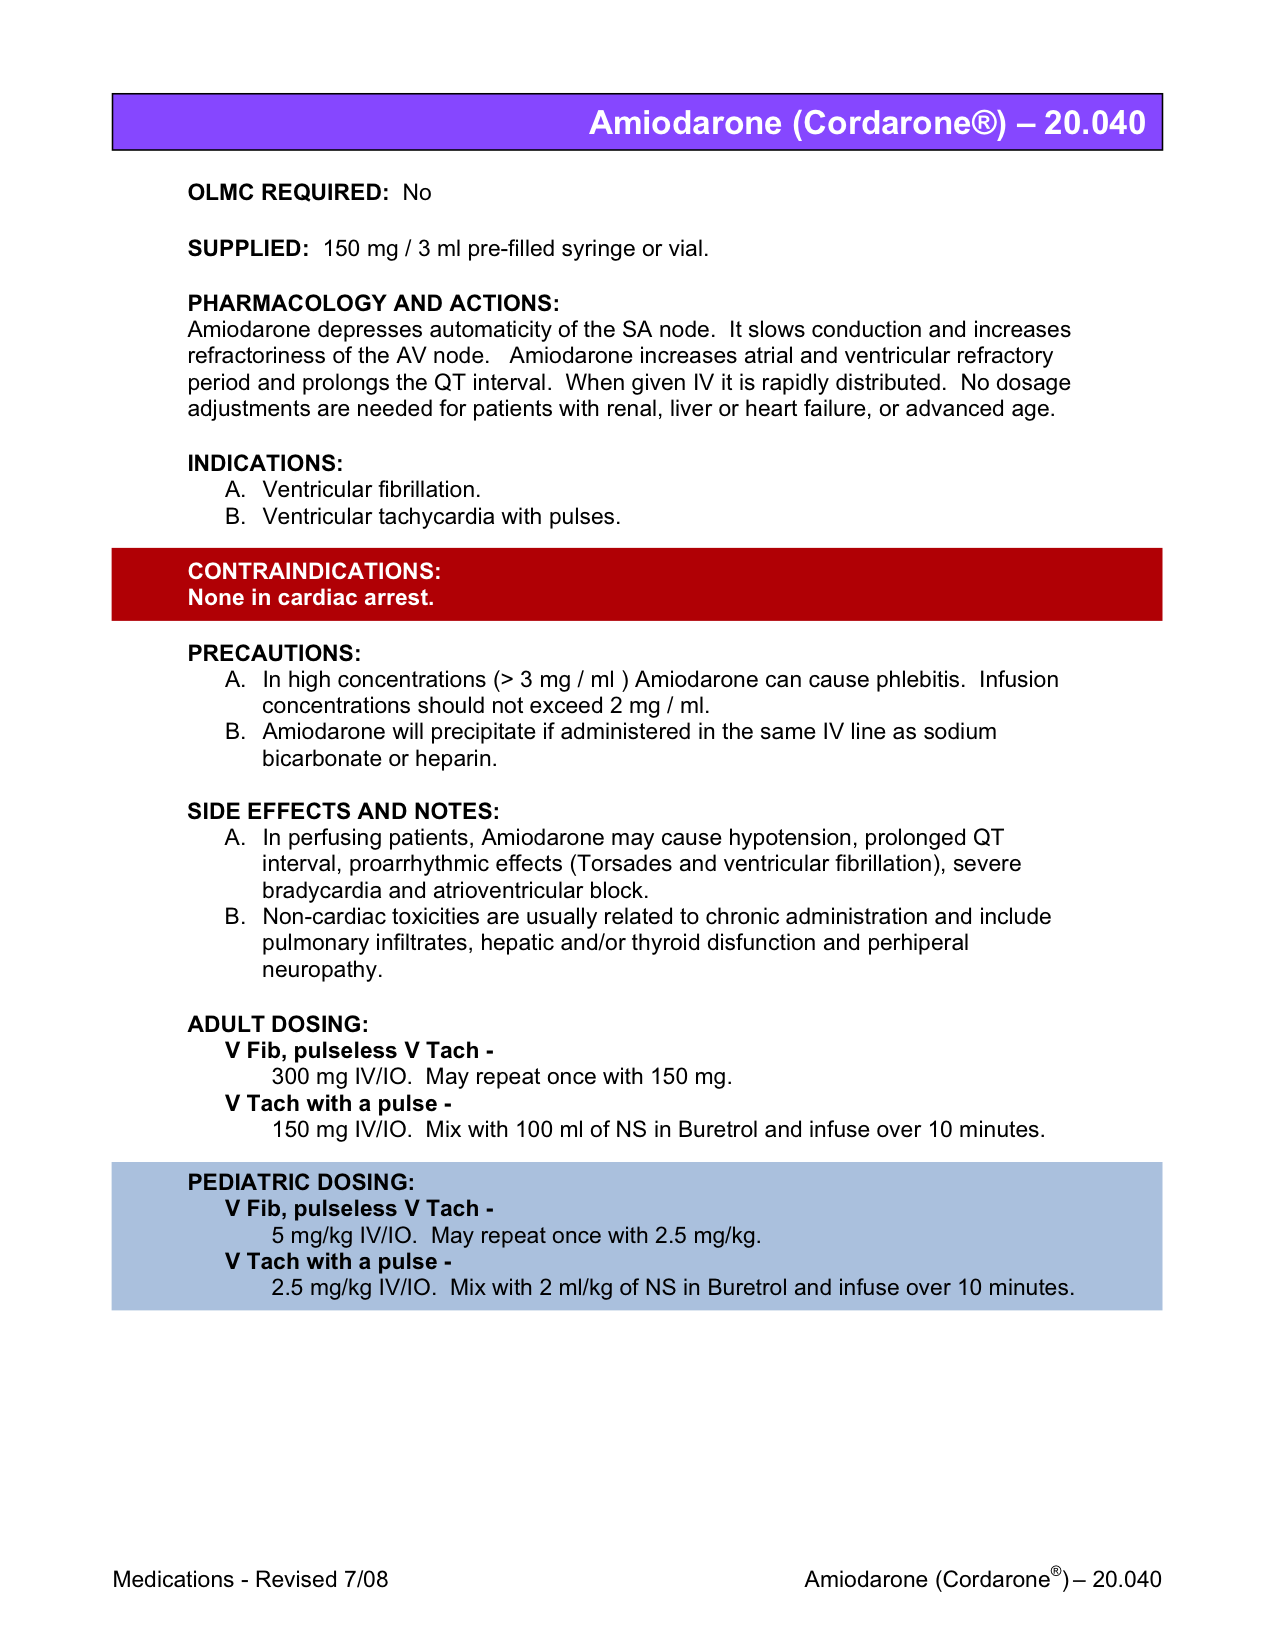 Amiodarone (Cordarone®) – 20.040
OLMC REQUIRED: No
SUPPLIED: 150 mg / 3 ml pre-filled syringe or vial.
PHARMACOLOGY AND ACTIONS:
Amiodarone depresses automaticity of the SA node. It slows conduction and increases
refractoriness of the AV node. Amiodarone increases atrial and ventricular refractory
period and prolongs the QT interval. When given IV it is rapidly distributed. No dosage
adjustments are needed for patients with renal, liver or heart failure, or advanced age.
INDICATIONS:
A. Ventricular fibrillation.
B. Ventricular tachycardia with pulses.
CONTRAINDICATIONS:
None in cardiac arrest.
PRECAUTIONS:
A. In high concentrations (> 3 mg / ml ) Amiodarone can cause phlebitis. Infusion
concentrations should not exceed 2 mg / ml.
B. Amiodarone will precipitate if administered in the same IV line as sodium
bicarbonate or heparin.
SIDE EFFECTS AND NOTES:
A. In perfusing patients, Amiodarone may cause hypotension, prolonged QT
interval, proarrhythmic effects (Torsades and ventricular fibrillation), severe
bradycardia and atrioventricular block.
B. Non-cardiac toxicities are usually related to chronic administration and include
pulmonary infiltrates, hepatic and/or thyroid disfunction and perhiperal
neuropathy.
ADULT DOSING:
V Fib, pulseless V Tach -
300 mg IV/IO. May repeat once with 150 mg.
V Tach with a pulse -
150 mg IV/IO. Mix with 100 ml of NS in Buretrol and infuse over 10 minutes.
PEDIATRIC DOSING:
V Fib, pulseless V Tach -
5 mg/kg IV/IO. May repeat once with 2.5 mg/kg.
V Tach with a pulse -
2.5 mg/kg IV/IO. Mix with 2 ml/kg of NS in Buretrol and infuse over 10 minutes.
Medications - Revised 7/08 Amiodarone (Cordarone®) – 20.040